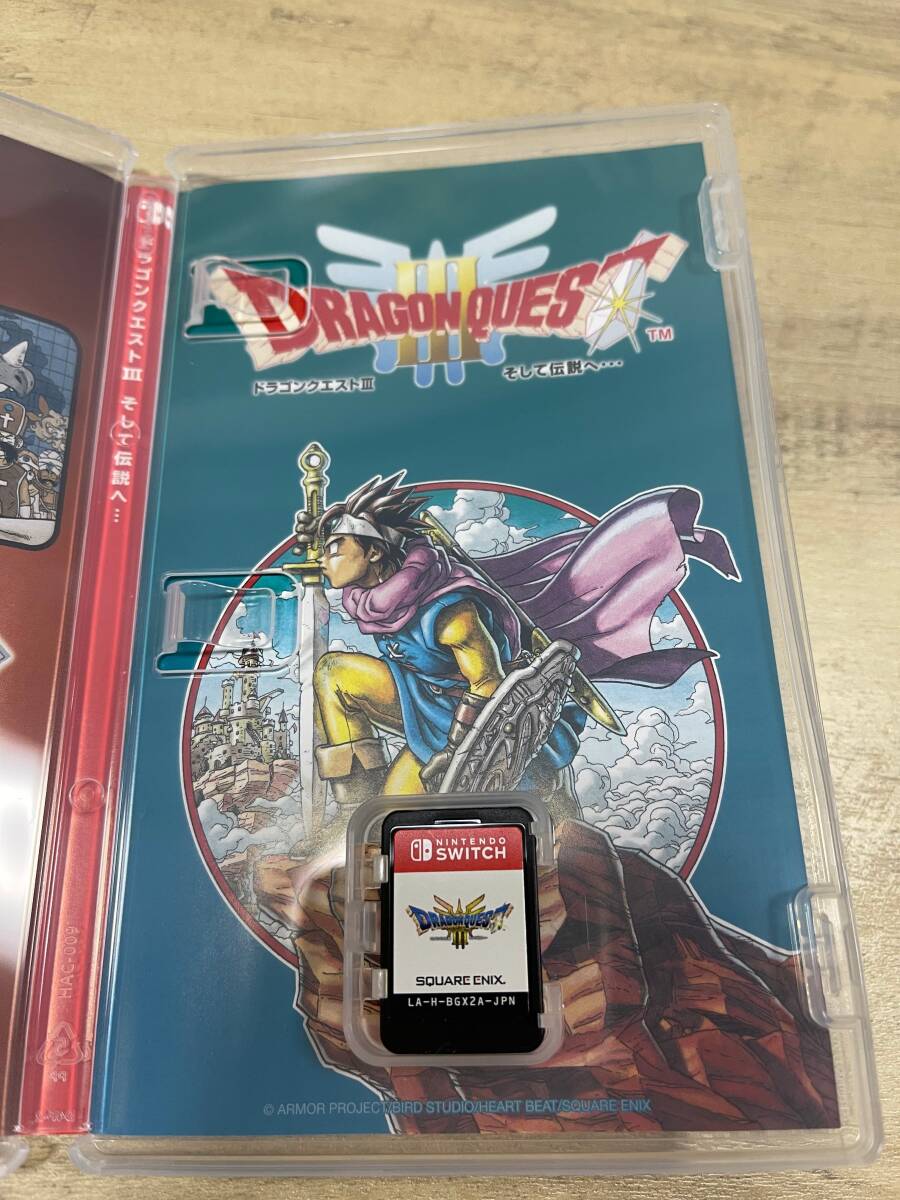 ドラゴンクエストIII そして伝説へ…
DRAGON QUEST
III
TM
ドラゴンクエストIII
そして伝説へ…
NINTENDO
SWITCH
DRAGON QUEST
III
SQUARE ENIX.
LA-H-BGX2A-JPN
HAC-009
PP
© ARMOR PROJECT/BIRD STUDIO/HEART BEAT/SQUARE ENIX